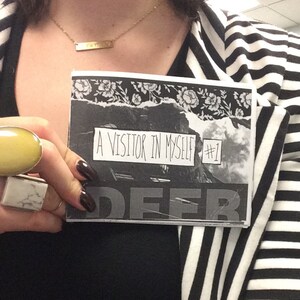 A VISITOR IN MYSELF #1
DEER